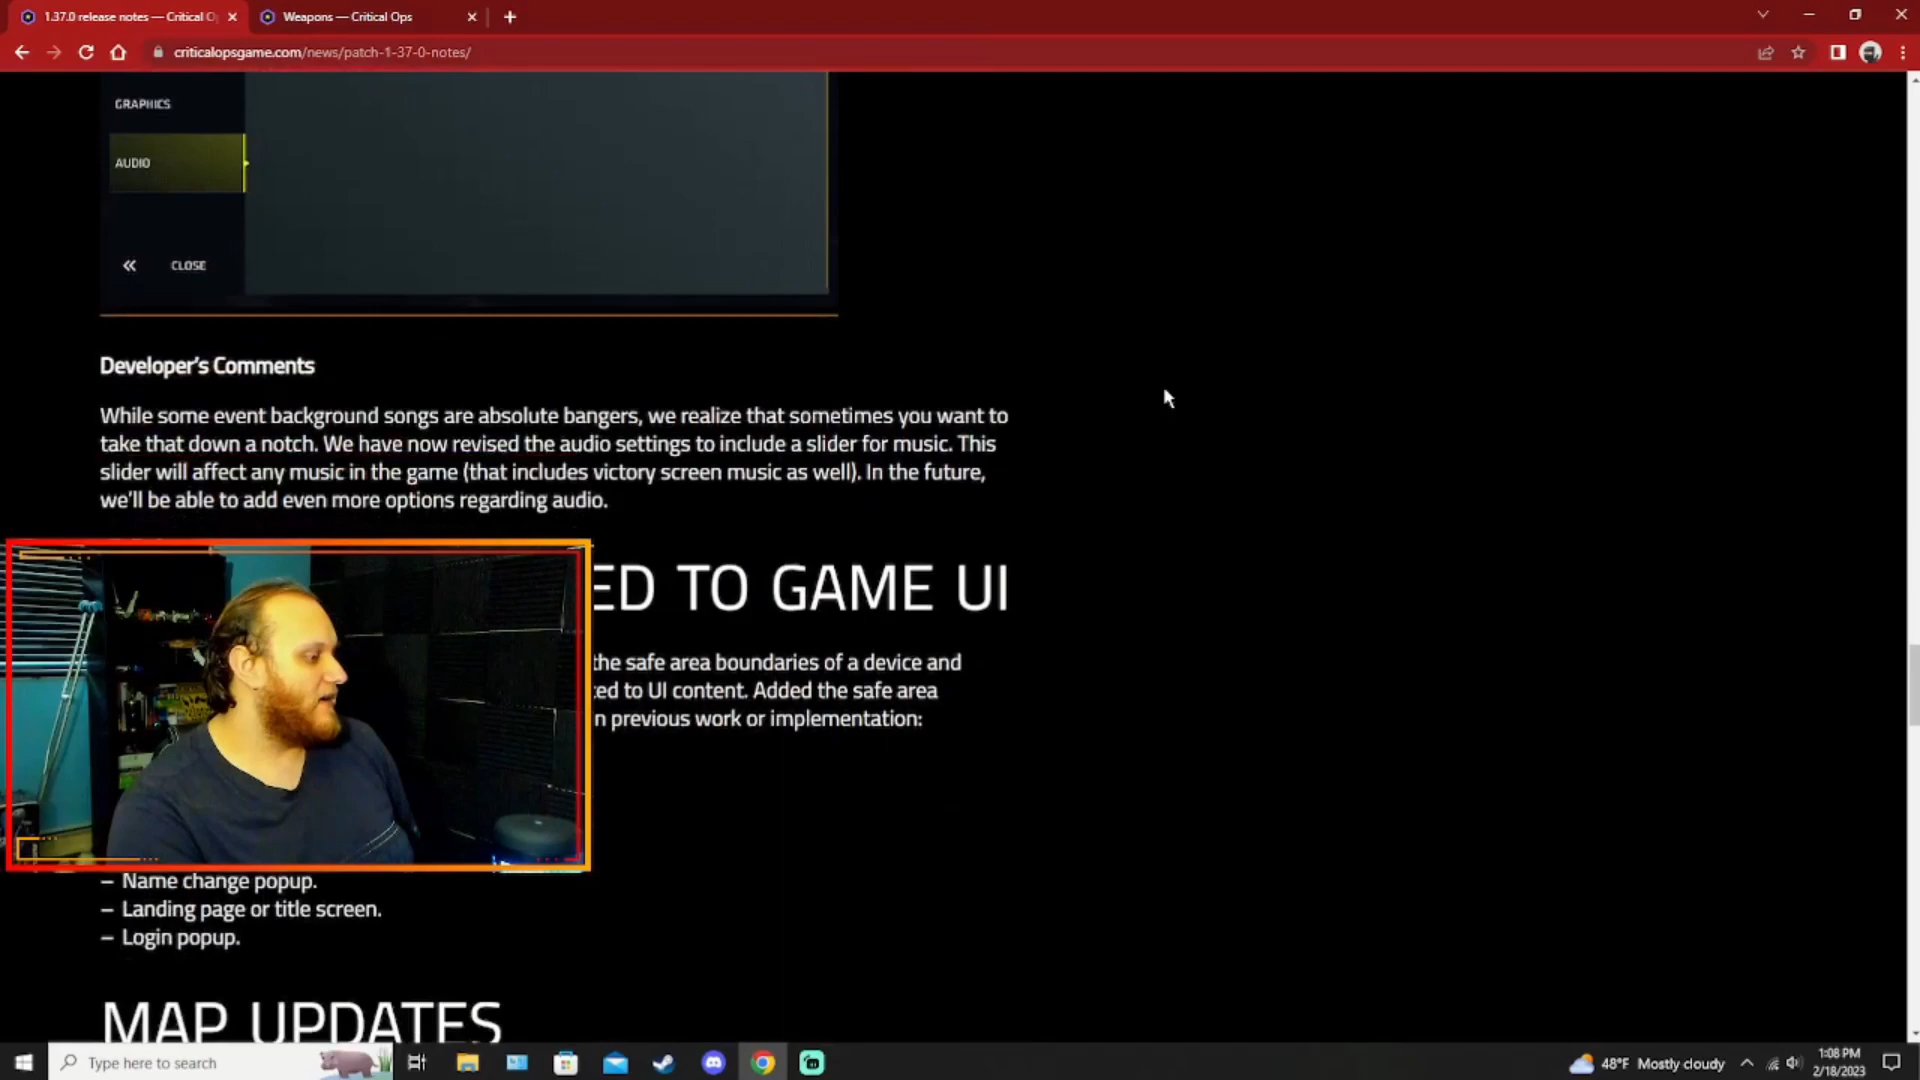 1.37.0 release notes — Critical O
Weapons — Critical Ops
criticalopsgame.com/news/patch-1-37-0-notes/
GRAPHICS
AUDIO
CLOSE
Developer's Comments
While some event background songs are absolute bangers, we realize that sometimes you want to
take that down a notch. We have now revised the audio settings to include a slider for music. This
slider will affect any music in the game (that includes victory screen music as well). In the future,
we'll be able to add even more options regarding audio.
ED TO GAME UI
the safe area boundaries of a device and
ted to UI content. Added the safe area
n previous work or implementation:
– Name change popup.
– Landing page or title screen.
– Login popup.
MAP UPDATES
Type here to search
48°F Mostly cloudy
1:08 PM
2/18/2023